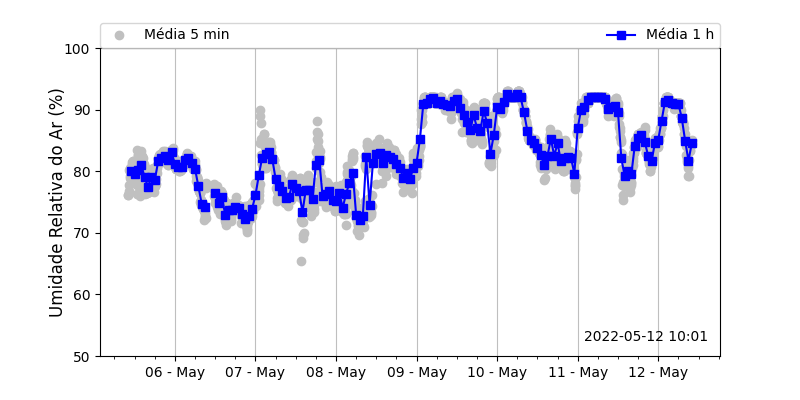 Média 5 min
Média 1 h
Umidade Relativa do Ar (%)
100
90
80
70
60
50
2022-05-12 10:01
06 - May
07 - May
08 - May
09 - May
10 - May
11 - May
12 - May